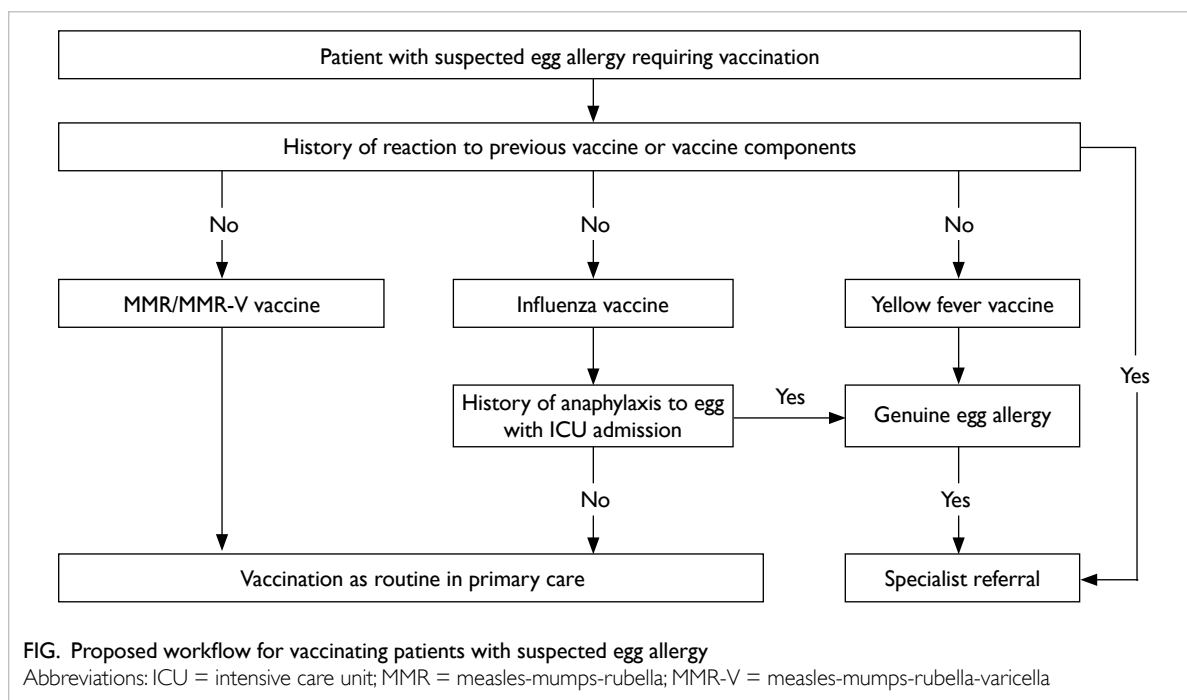 Patient with suspected egg allergy requiring vaccination
History of reaction to previous vaccine or vaccine components
No
No
No
MMR/MMR-V vaccine
Influenza vaccine
Yellow fever vaccine
Yes
History of anaphylaxis to egg
with ICU admission
Yes
Genuine egg allergy
No
Yes
Vaccination as routine in primary care
Specialist referral
FIG. Proposed workflow for vaccinating patients with suspected egg allergy
Abbreviations: ICU = intensive care unit; MMR = measles-mumps-rubella; MMR-V = measles-mumps-rubella-varicella